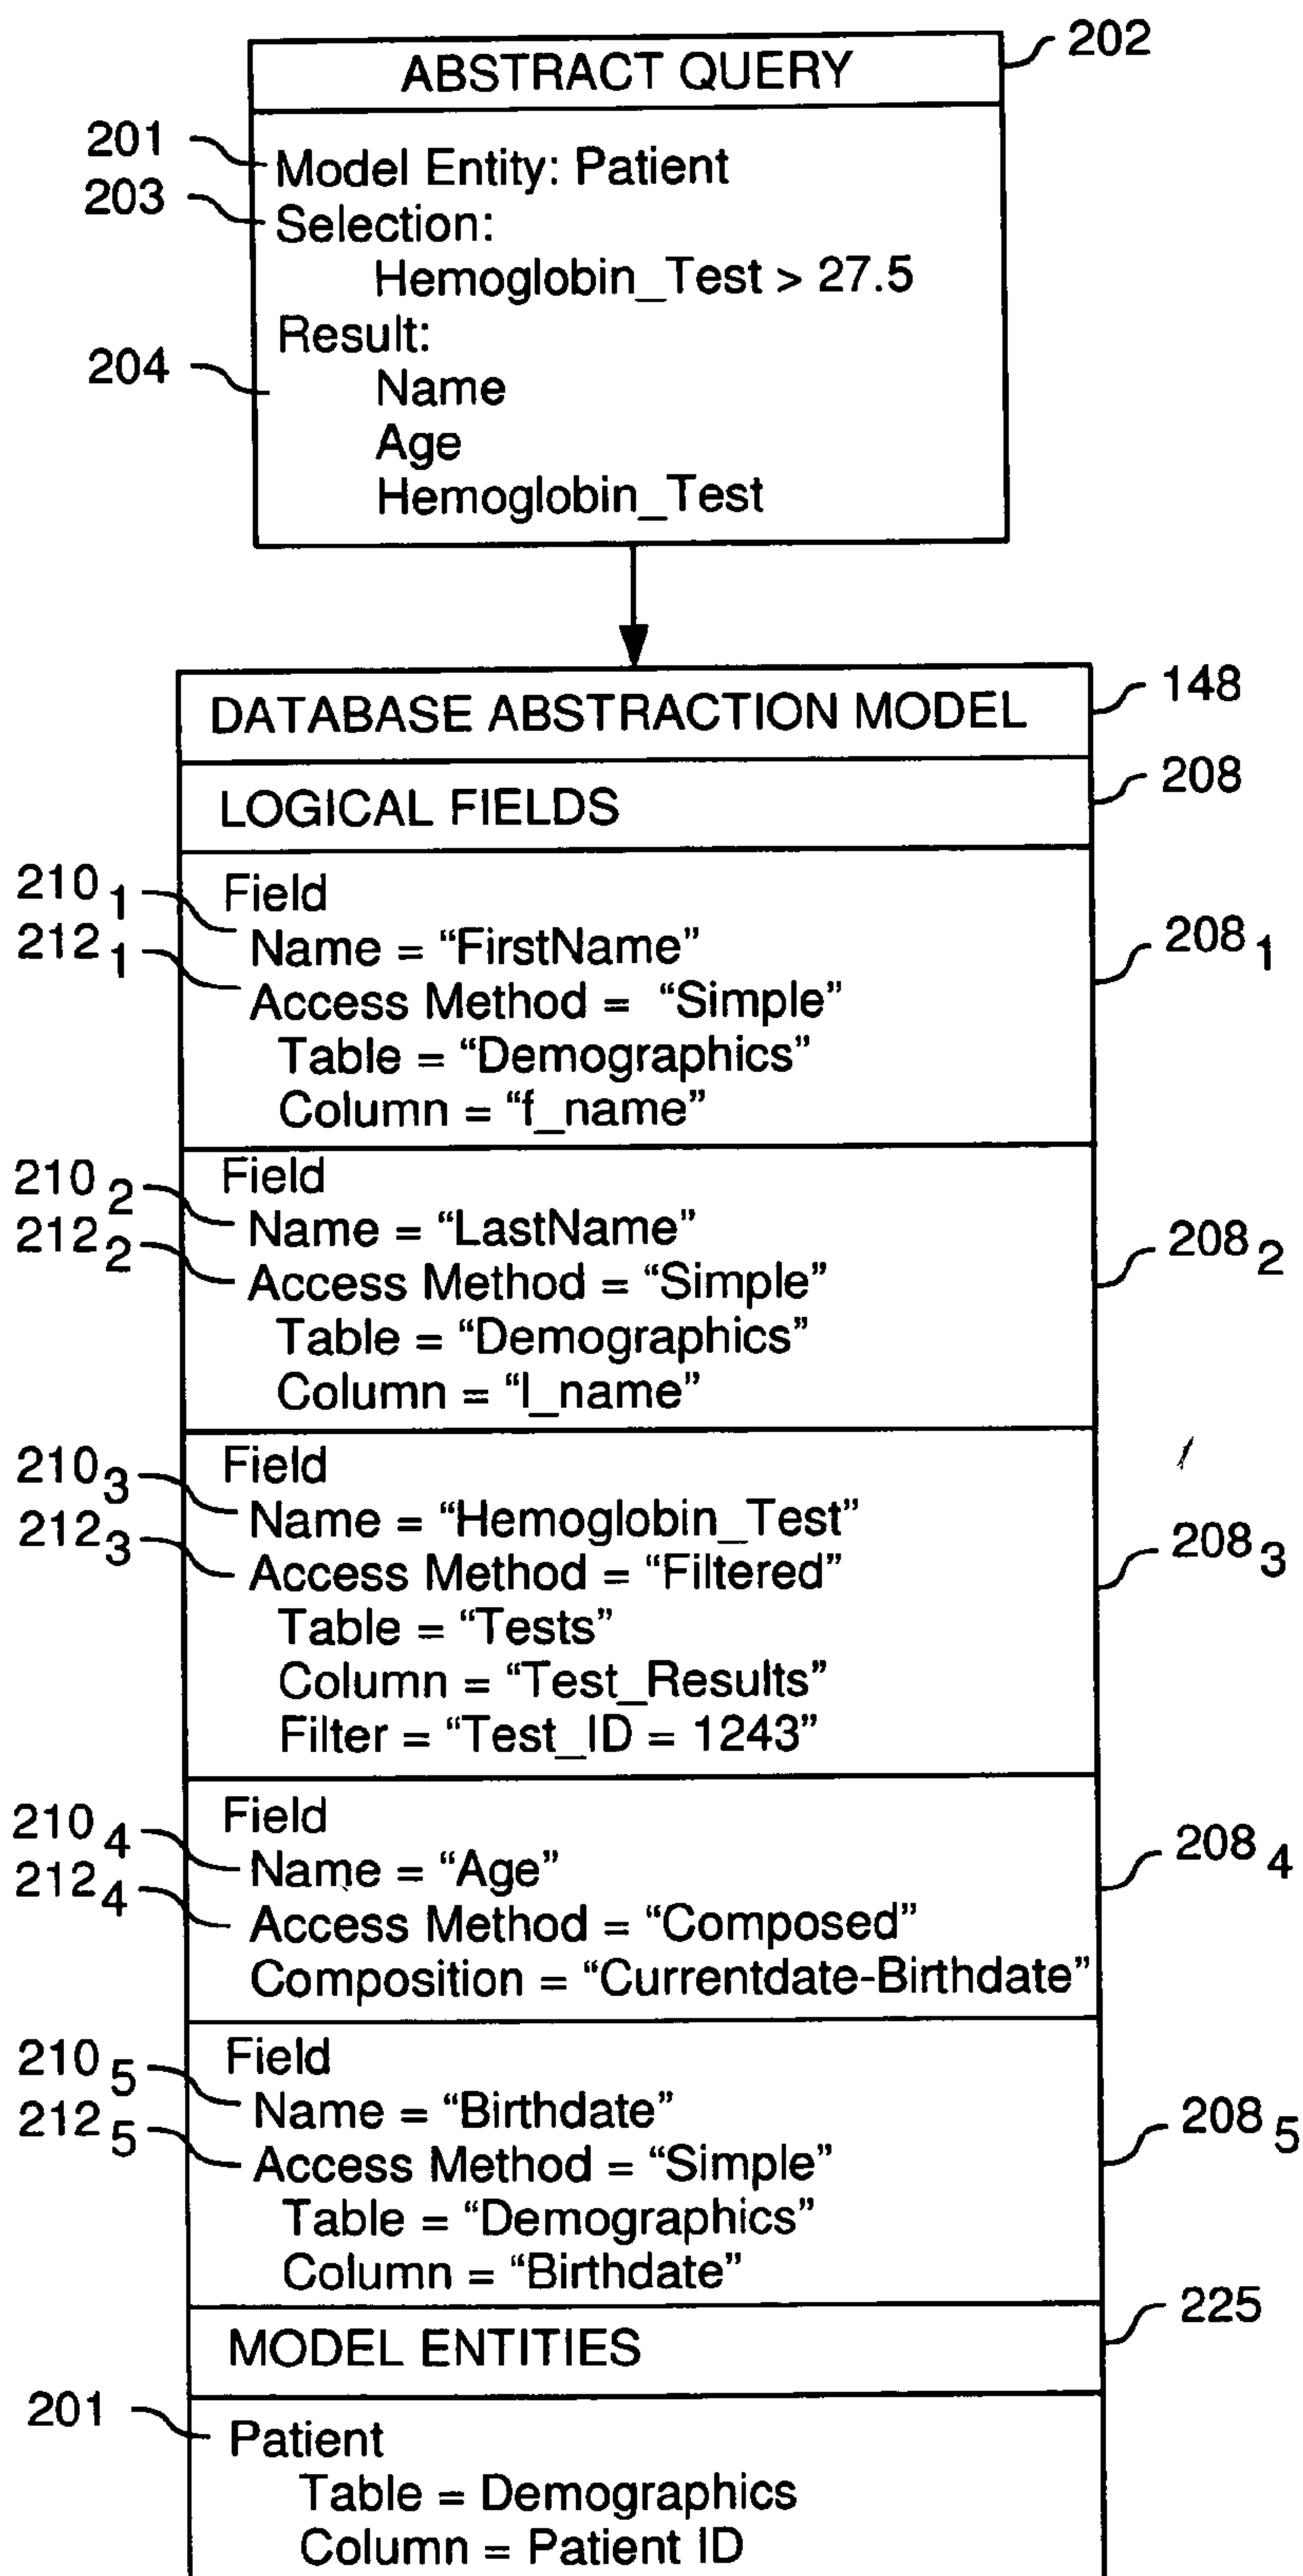 ABSTRACT QUERY
202
201
Model Entity: Patient
203
Selection:
Hemoglobin_Test > 27.5
Result:
204
Name
Age
Hemoglobin_Test
DATABASE ABSTRACTION MODEL
148
LOGICAL FIELDS
208
210 1
Field
Name = “FirstName”
212 1
Access Method = “Simple”
208 1
Table = “Demographics”
Column = “f_name”
210 2
Field
Name = “LastName”
212 2
Access Method = “Simple”
208 2
Table = “Demographics”
Column = “l_name”
210 3
Field
Name = “Hemoglobin_Test”
212 3
Access Method = “Filtered”
208 3
Table = “Tests”
Column = “Test_Results”
Filter = “Test_ID = 1243”
210 4
Field
Name = “Age”
208 4
212 4
Access Method = “Composed”
Composition = “Currentdate-Birthdate”
210 5
Field
Name = “Birthdate”
212 5
Access Method = “Simple”
208 5
Table = “Demographics”
Column = “Birthdate”
225
MODEL ENTITIES
201
Patient
Table = Demographics
Column = Patient ID